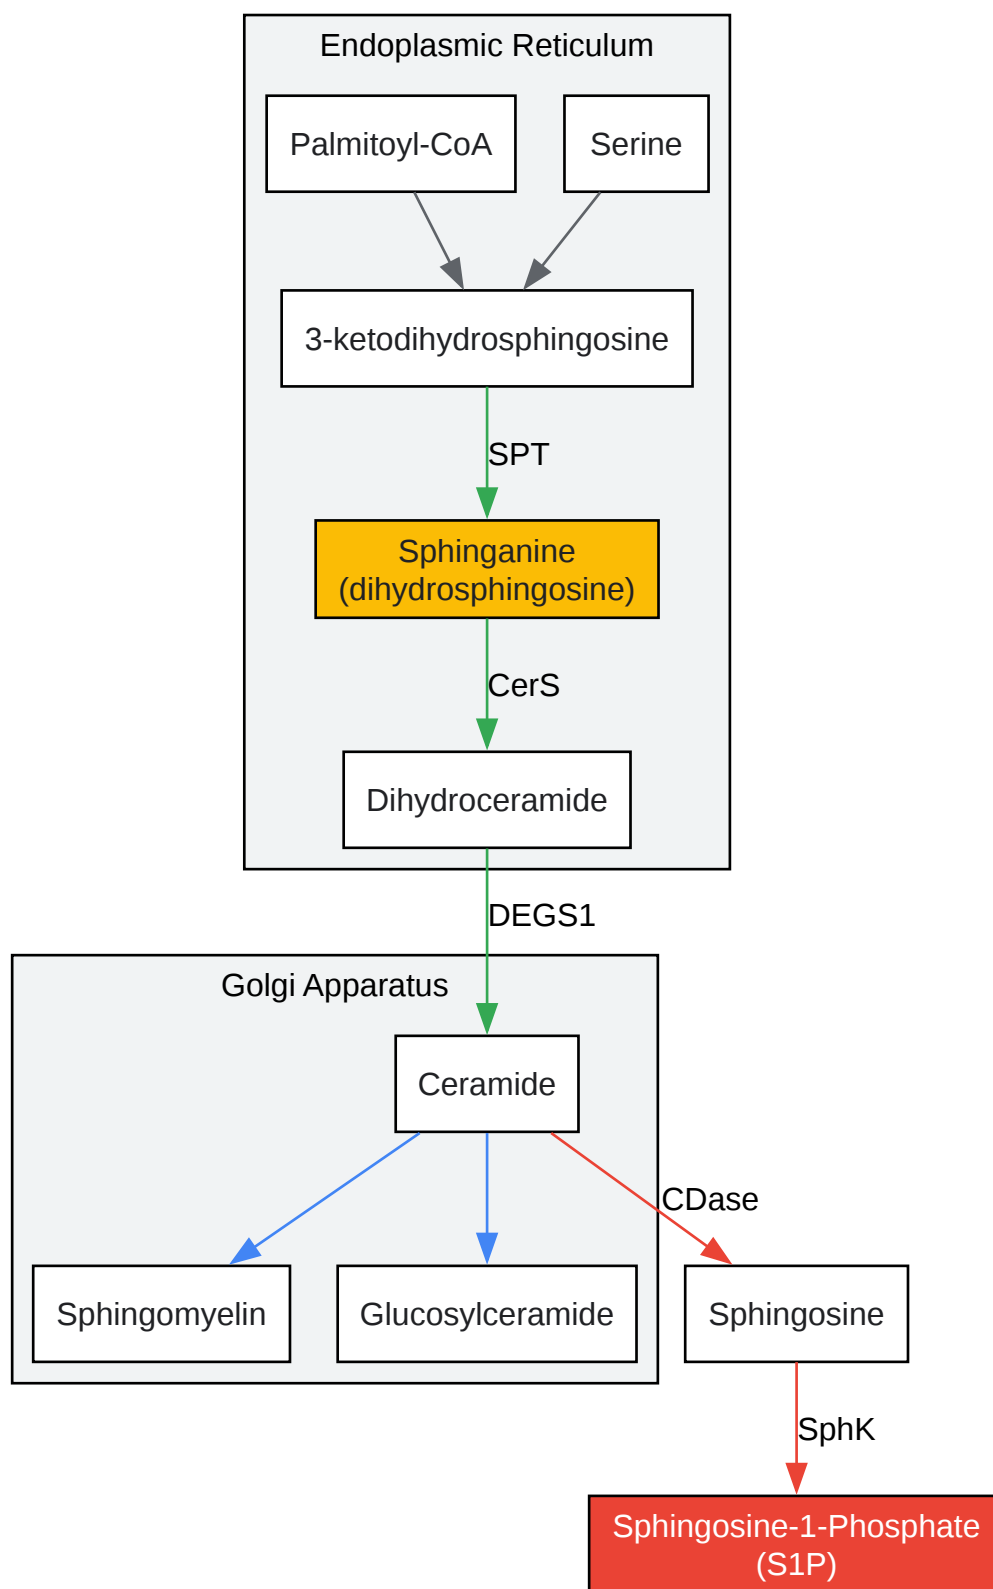 Endoplasmic Reticulum
Palmitoyl-CoA
Serine
3-ketodihydrosphingosine
SPT
Sphinganine
(dihydrosphingosine)
CerS
Dihydroceramide
DEGS1
Golgi Apparatus
Ceramide
CDase
Sphingomyelin
Glucosylceramide
Sphingosine
SphK
Sphingosine-1-Phosphate
(S1P)